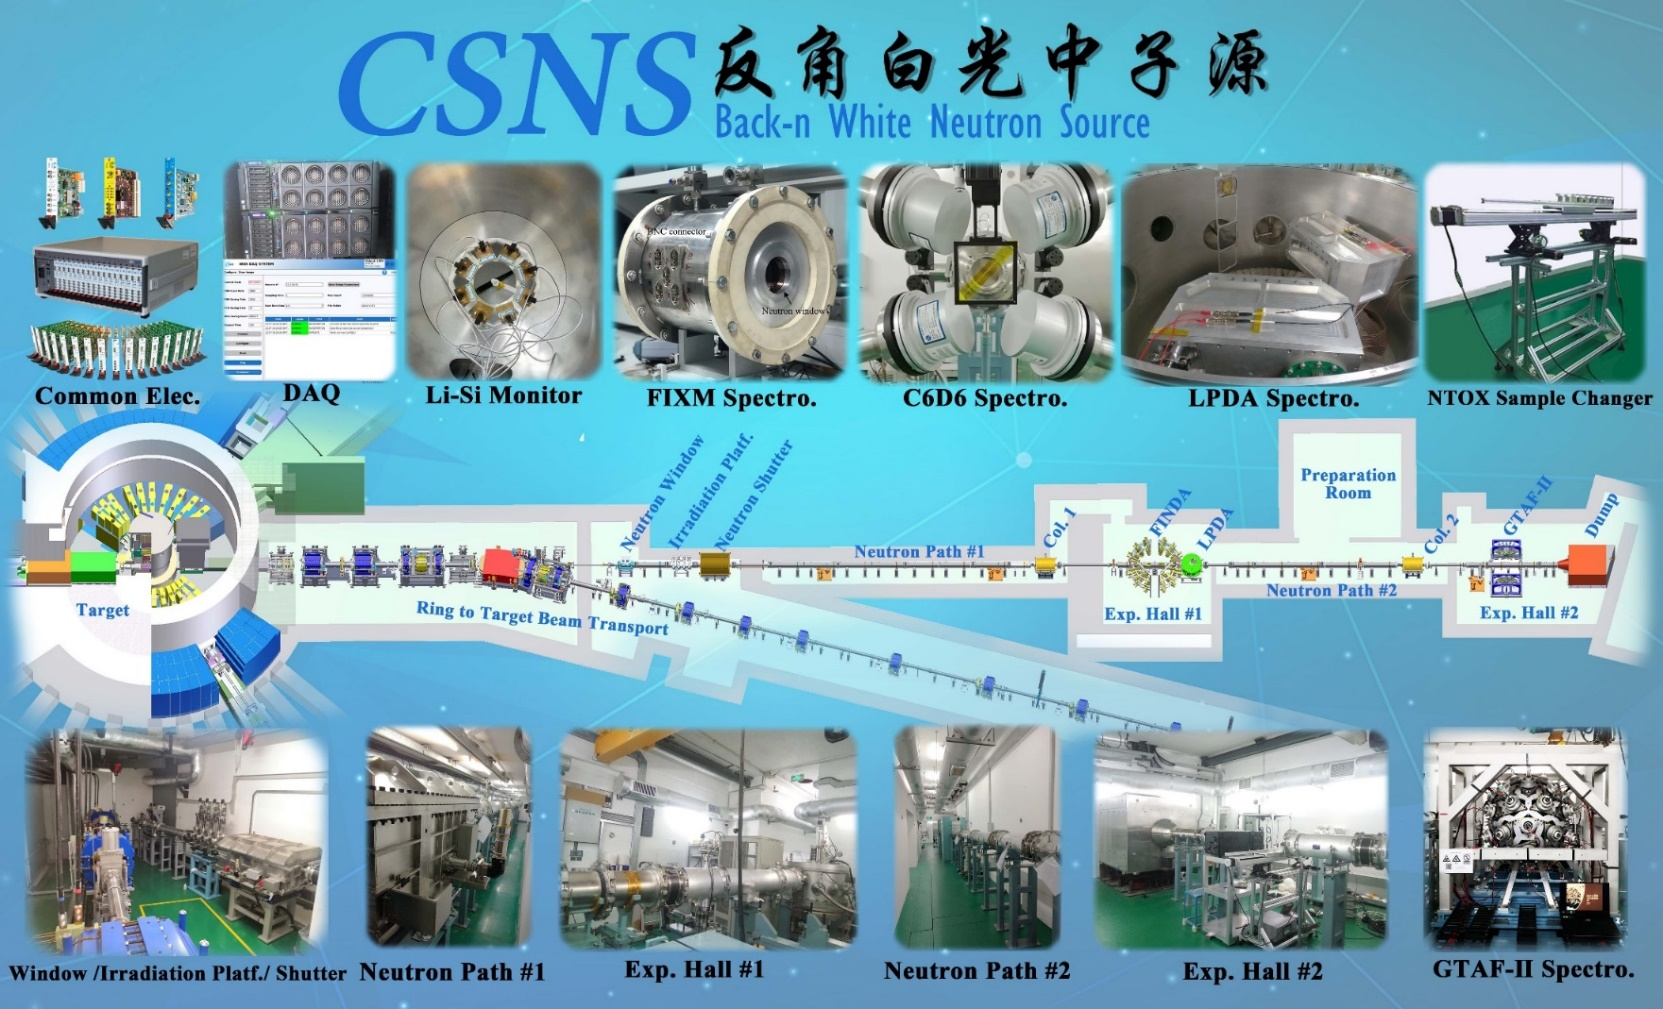 CSNS 反角白光中子源
Back-n White Neutron Source
BNC connector
Neutron window
Common Elec.
DAQ
Li-Si Monitor
FIXM Spectro.
C6D6 Spectro.
LPDA Spectro.
NTOX Sample Changer
Target
Ring to Target Beam Transport
Neutron Window
Irradiation Platf.
Neutron Shutter
Neutron Path #1
Col. 1
FINDA
LPDA
Exp. Hall #1
Preparation
Room
Neutron Path #2
Col. 2
GTAF-II
Exp. Hall #2
Dump
Window /Irradiation Platf./ Shutter
Neutron Path #1
Exp. Hall #1
Neutron Path #2
Exp. Hall #2
GTAF-II Spectro.